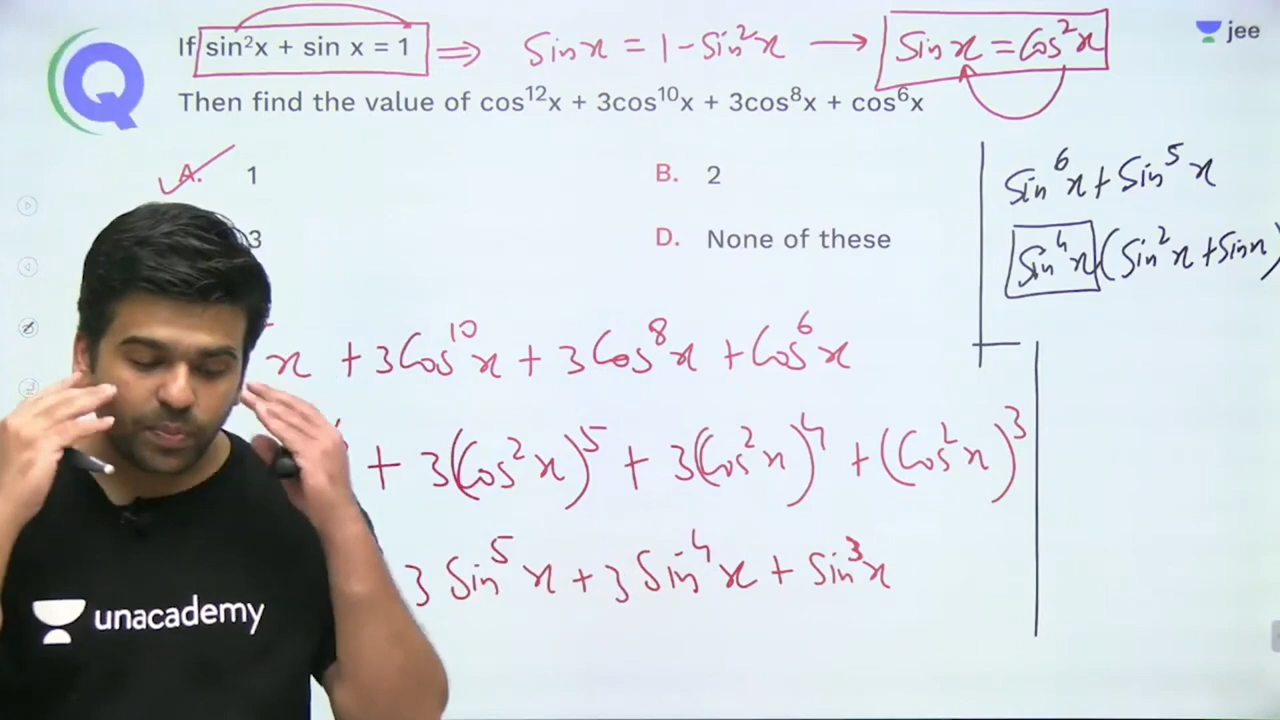 If sin²x + sin x = 1 ⇒ Sin x = 1 - Sin²x → Sin x = Cos²x
jee
Then find the value of cos¹²x + 3cos¹⁰x + 3cos⁸x + cos⁶x
A. 1
B. 2
3
D. None of these
Sin⁶x + Sin⁵x
Sin⁴x (Sin²x + Sin x)
x + 3Cos¹⁰x + 3Cos⁸x + Cos⁶x
+ 3(Cos²x)⁵ + 3(Cos²x)⁴ + (Cos²x)³
3 Sin⁵x + 3 Sin⁴x + Sin³x
unacademy